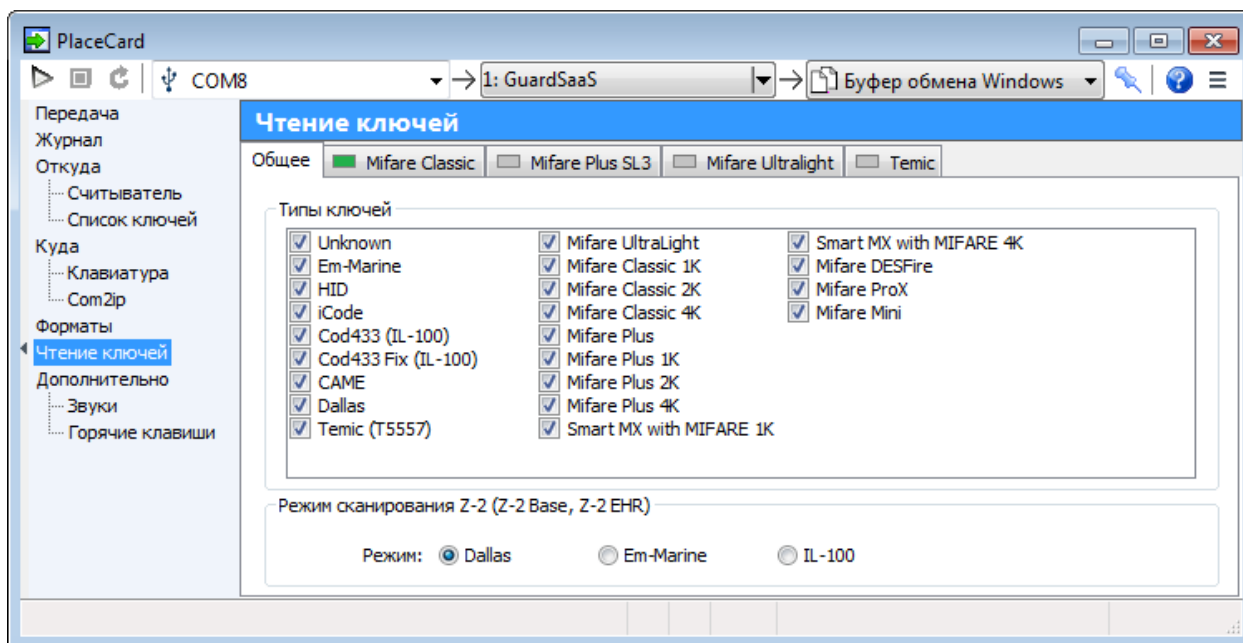 PlaceCard
COM8
1: GuardSaaS
Буфер обмена Windows
Передача
Журнал
Откуда
Считыватель
Список ключей
Куда
Клавиатура
Com2ip
Форматы
Чтение ключей
Дополнительно
Звуки
Горячие клавиши
Чтение ключей
Общее Mifare Classic Mifare Plus SL3 Mifare Ultralight Temic
Типы ключей
Unknown
Em-Marine
HID
iCode
Cod433 (IL-100)
Cod433 Fix (IL-100)
CAME
Dallas
Temic (T5557)
Mifare UltraLight
Mifare Classic 1K
Mifare Classic 2K
Mifare Classic 4K
Mifare Plus
Mifare Plus 1K
Mifare Plus 2K
Mifare Plus 4K
Smart MX with MIFARE 1K
Smart MX with MIFARE 4K
Mifare DESFire
Mifare ProX
Mifare Mini
Режим сканирования Z-2 (Z-2 Base, Z-2 EHR)
Режим: Dallas Em-Marine IL-100